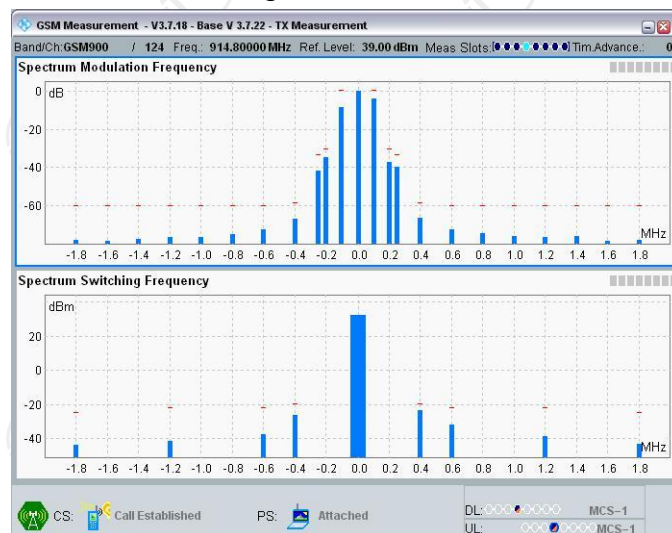 GSM Measurement - V3.7.18 - Base V 3.7.22 - TX Measurement
Band/Ch:GSM900 / 124 Freq.: 914.80000 MHz Ref. Level: 39.00 dBm Meas Slots: Tim.Advance.: 0
Spectrum Modulation Frequency
dB
0
-20
-40
-60
MHz
-1.8 -1.6 -1.4 -1.2 -1.0 -0.8 -0.6 -0.4 -0.2 0.0 0.2 0.4 0.6 0.8 1.0 1.2 1.4 1.6 1.8
Spectrum Switching Frequency
dBm
20
0
-20
-40
MHz
-1.8 -1.6 -1.4 -1.2 -1.0 -0.8 -0.6 -0.4 -0.2 0.0 0.2 0.4 0.6 0.8 1.0 1.2 1.4 1.6 1.8
CS: Call Established PS: Attached
DL: MCS-1
UL: MCS-1